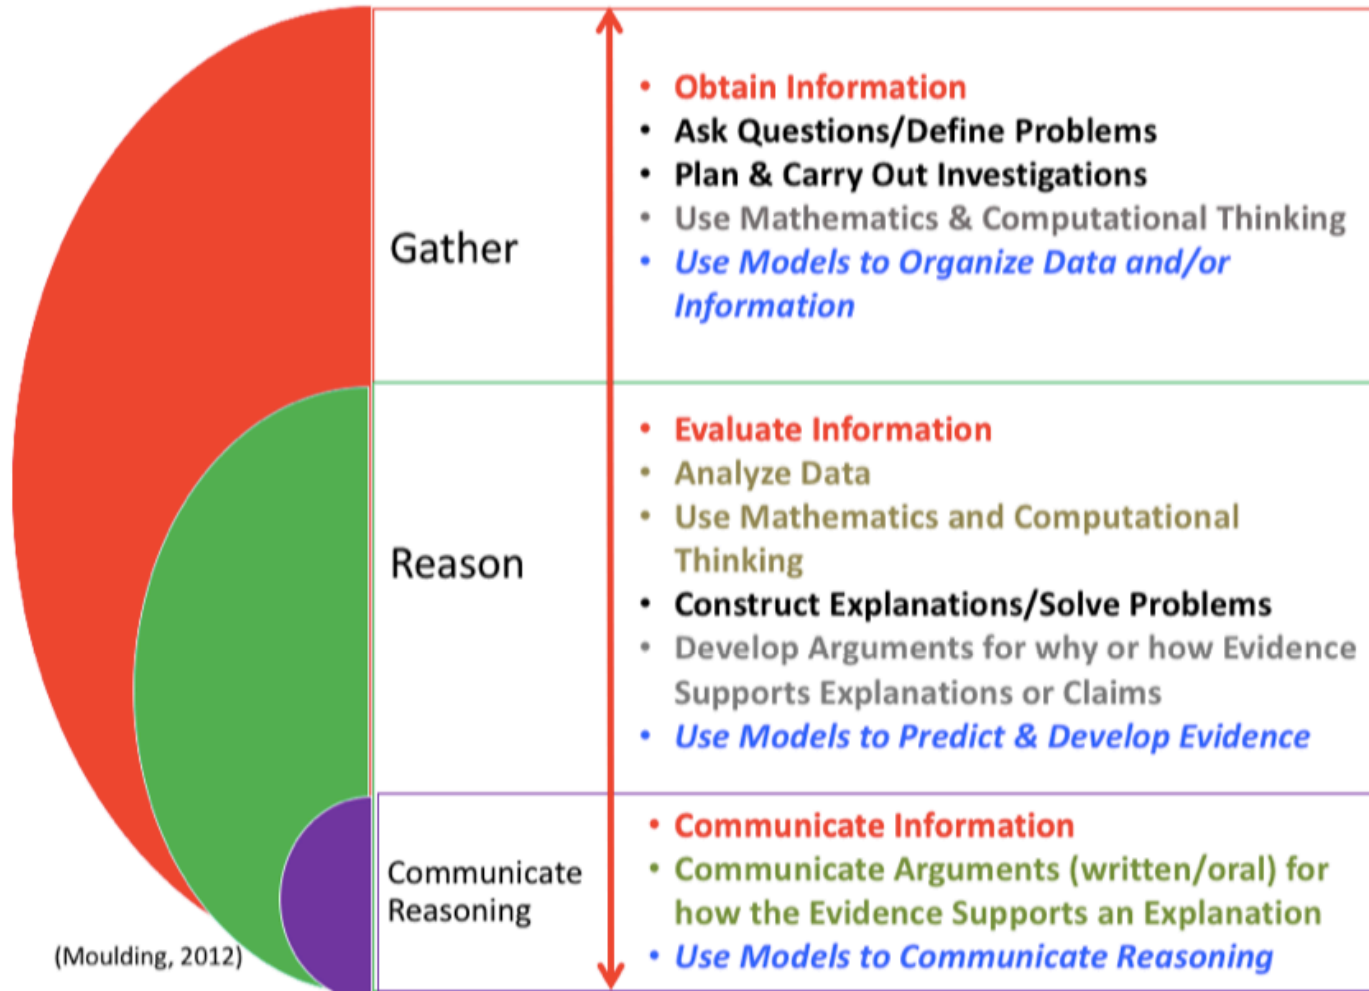 Gather
• Obtain Information
• Ask Questions/Define Problems
• Plan & Carry Out Investigations
• Use Mathematics & Computational Thinking
• Use Models to Organize Data and/or
Information
Reason
• Evaluate Information
• Analyze Data
• Use Mathematics and Computational
Thinking
• Construct Explanations/Solve Problems
• Develop Arguments for why or how Evidence
Supports Explanations or Claims
• Use Models to Predict & Develop Evidence
Communicate
Reasoning
• Communicate Information
• Communicate Arguments (written/oral) for
how the Evidence Supports an Explanation
• Use Models to Communicate Reasoning
(Moulding, 2012)